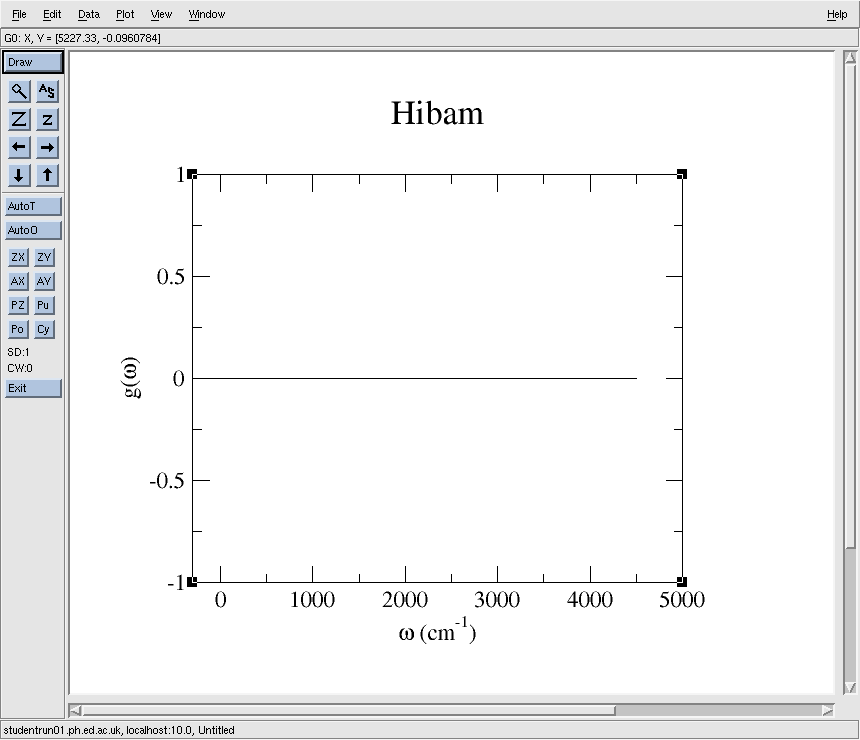 File Edit Data Plot View Window Help
G0: X, Y = [5227.33, -0.0960784]
Draw
AS
Z z
AutoT
AutoO
ZX ZY
AX AY
PZ Pu
Po Cy
SD:1
CW:0
Exit
Hibam
1
0.5
0
-0.5
-1
g(ω)
0 1000 2000 3000 4000 5000
ω (cm⁻¹)
studentrun01.ph.ed.ac.uk, localhost:10.0, Untitled